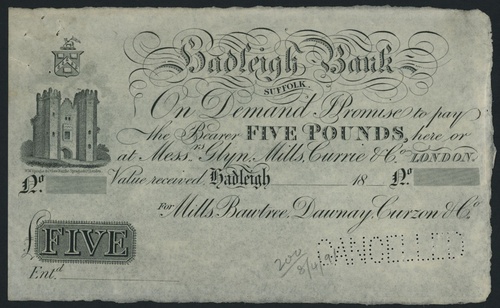 Hadleigh Bank
SUFFOLK.
On Demand I Promise to pay
the Bearer FIVE POUNDS, here or
at Mess.rs Glyn, Mills, Currie & Co. LONDON.
No. Value received, Hadleigh 18 No.
For Mills, Bawtree, Dawnay, Curzon & Co.
£FIVE
Ent.d
CANCELLED
200